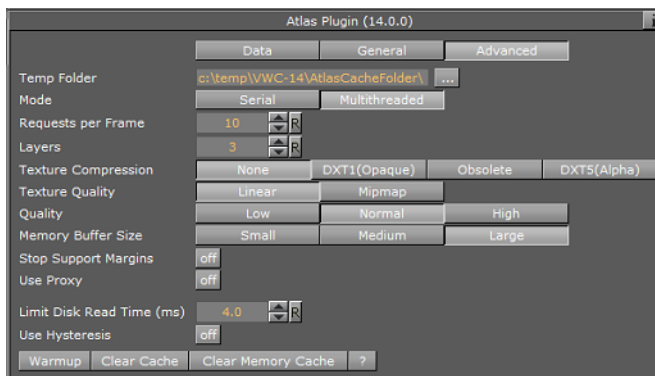 Atlas Plugin (14.0.0)
Data General Advanced
Temp Folder c:\temp\VWC-14\AtlasCacheFolder\ ...
Mode Serial Multithreaded
Requests per Frame 10 R
Layers 3 R
Texture Compression None DXT1(Opaque) Obsolete DXT5(Alpha)
Texture Quality Linear Mipmap
Quality Low Normal High
Memory Buffer Size Small Medium Large
Stop Support Margins off
Use Proxy off
Limit Disk Read Time (ms) 4.0 R
Use Hysteresis off
Warmup Clear Cache Clear Memory Cache ?